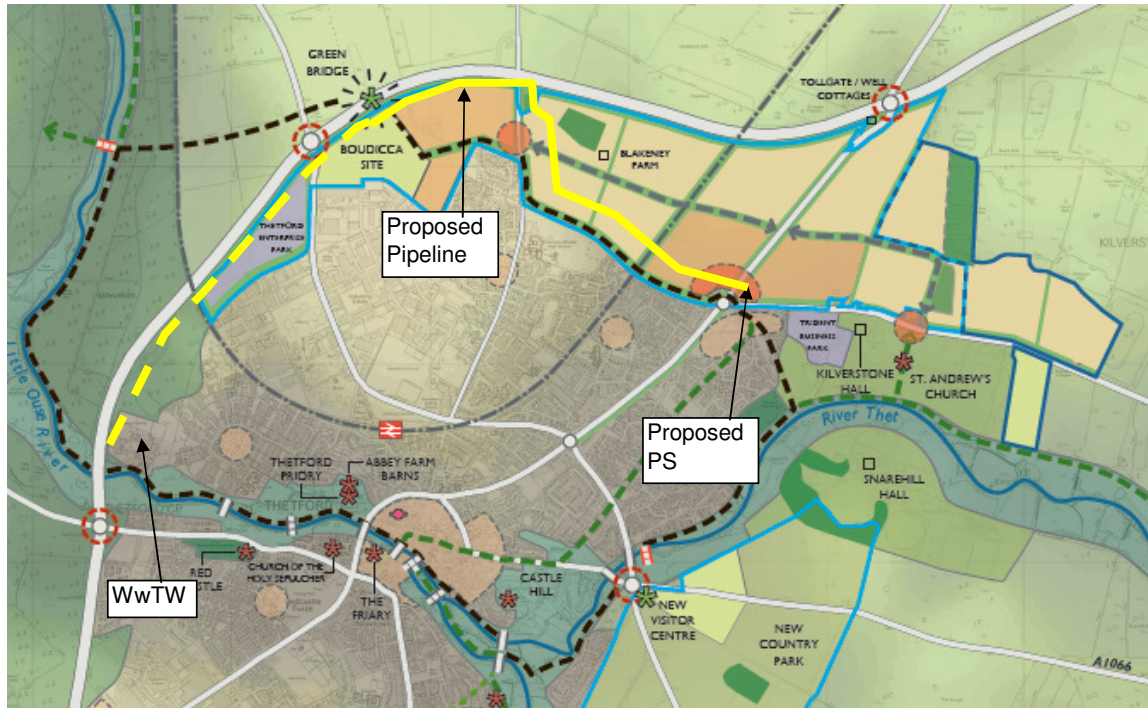 GREEN
BRIDGE
TOLLGATE / WELL
COTTAGES
BOUDICCA
SITE
BLAKENEY
FARM
Proposed
Pipeline
THETFORD
ENTERPRISE
PARK
TRIDENT
BUSINESS
PARK
KILVERSTONE
HALL
ST. ANDREW'S
CHURCH
Little Ouse River
River Thet
Proposed
PS
THETFORD
PRIORY
ABBEY FARM
BARNS
SNAREHILL
HALL
THETFORD
RED
CHURCH OF THE
HOLY SEPULCHER
THE
FRIARY
CASTLE
HILL
WwTW
NEW
VISITOR
CENTRE
NEW
COUNTRY
PARK
A1066